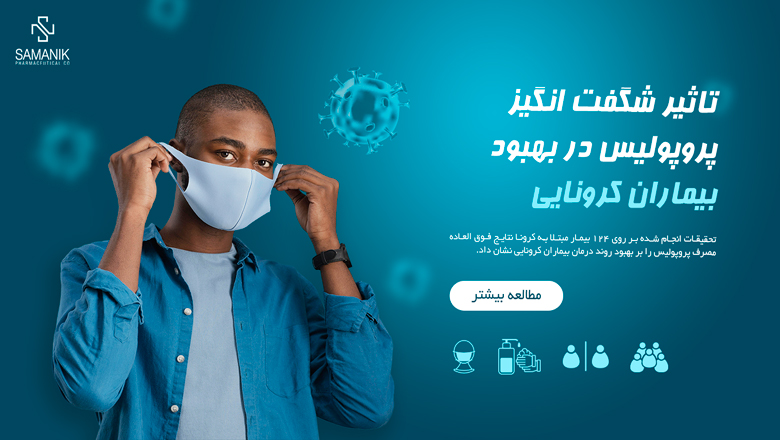 SAMANIK
PHARMACEUTICAL CO
تاثیر شگفت انگیز
پروپولیس در بهبود
بیماران کرونایی
تحقیقات انجام شده بر روی ۱۲۴ بیمار مبتلا به کرونا نتایج فوق العاده
مصرف پروپولیس را بر بهبود روند درمان بیماران کرونایی نشان داد.
مطالعه بیشتر